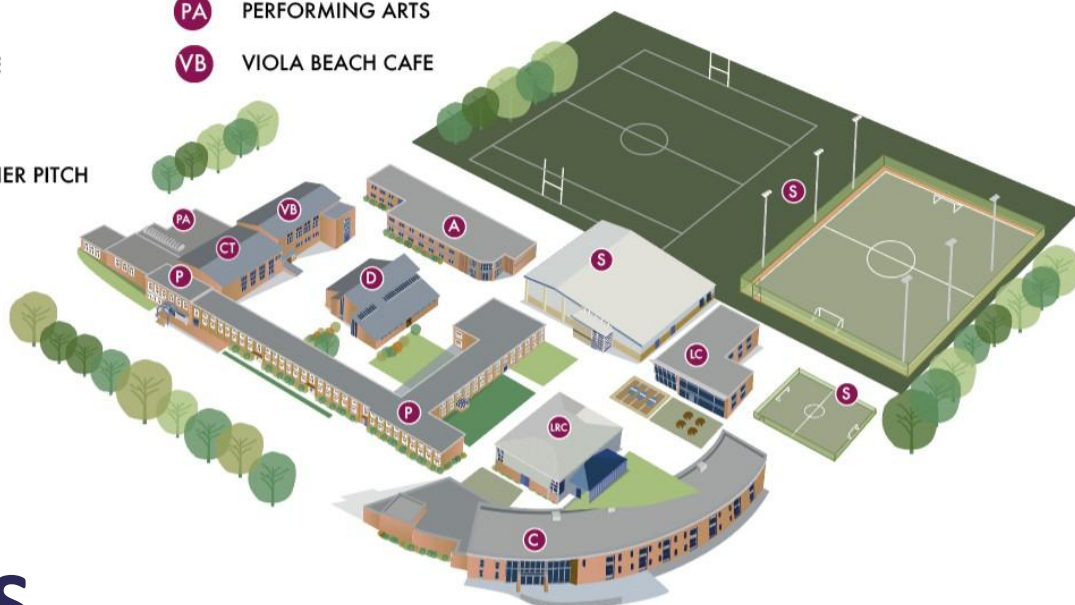 PA PERFORMING ARTS
VB VIOLA BEACH CAFE
ER PITCH
S
PA
VB
CT
A
P
D
S
LC
S
P
LRC
C
S